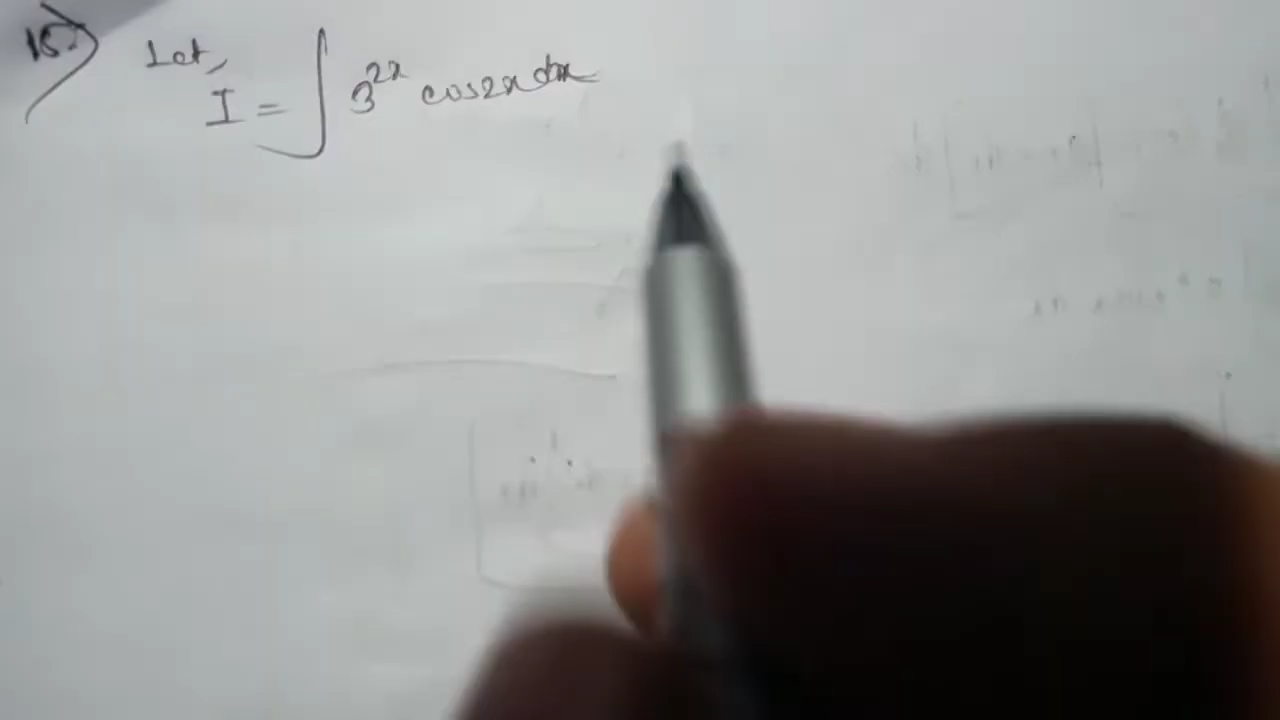 15.)
Let,
I = ∫ 3^{2x} cos2x dx